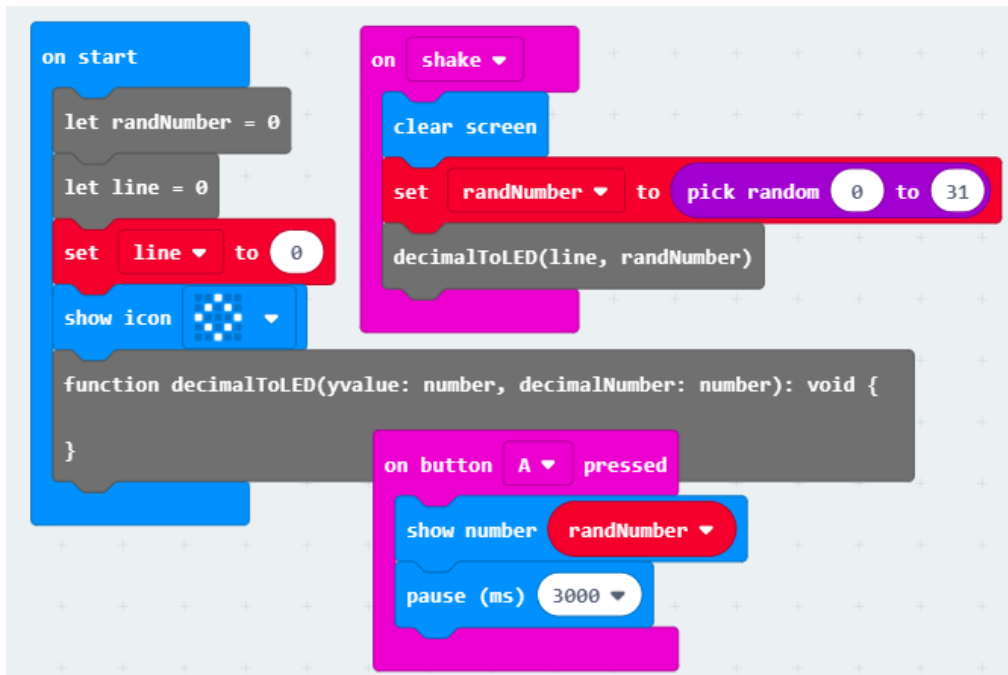 on start
let randNumber = 0
let line = 0
set line to 0
show icon
function decimalToLED(yvalue: number, decimalNumber: number): void {
}
on shake
clear screen
set randNumber to pick random 0 to 31
decimalToLED(line, randNumber)
on button A pressed
show number randNumber
pause (ms) 3000